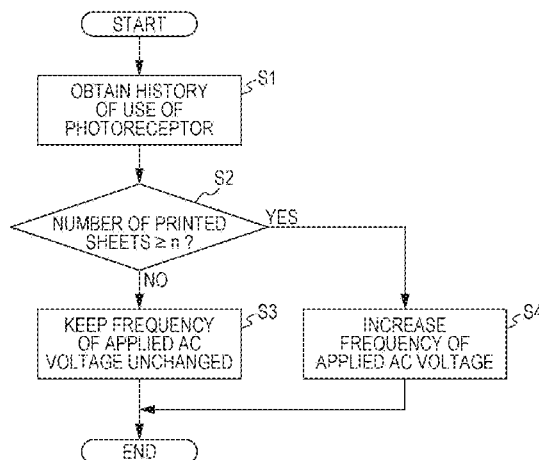 START
S1
OBTAIN HISTORY
OF USE OF
PHOTORECEPTOR
S2
NUMBER OF PRINTED
SHEETS ≥ n ?
YES
NO
S3
KEEP FREQUENCY
OF APPLIED AC
VOLTAGE UNCHANGED
S4
INCREASE
FREQUENCY OF
APPLIED AC VOLTAGE
END